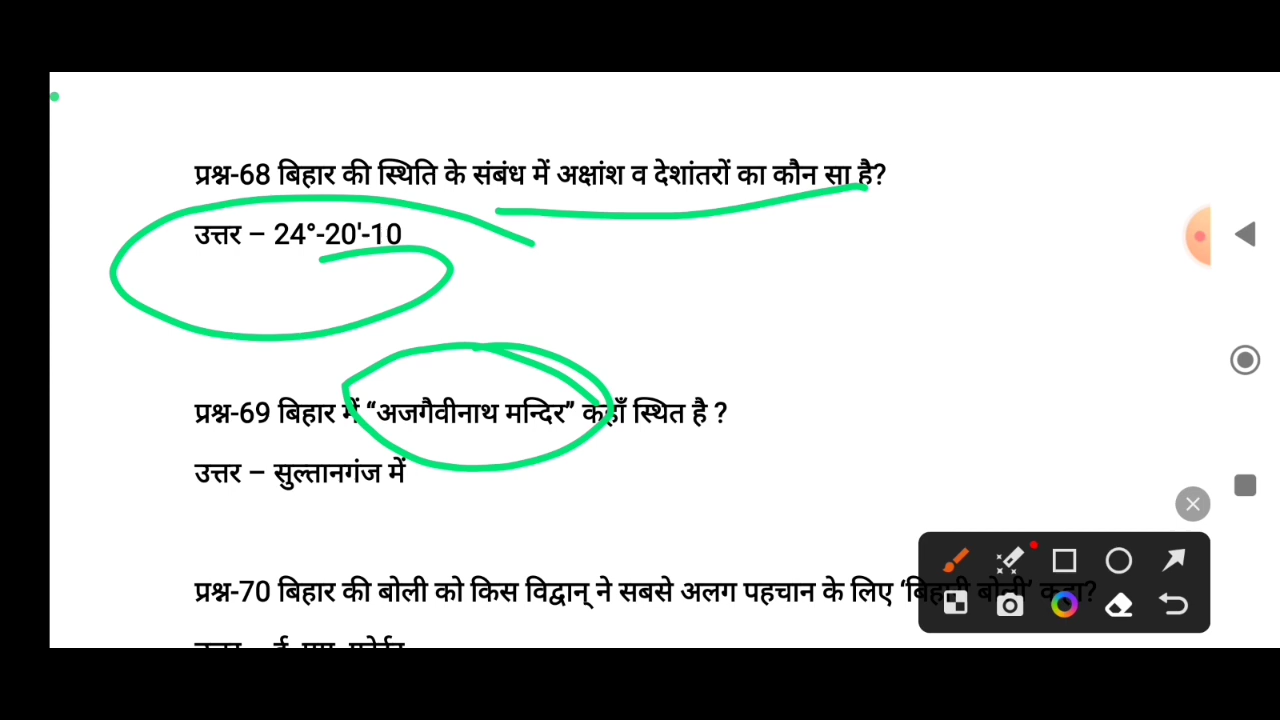 प्रश्न-68 बिहार की स्थिति के संबंध में अक्षांश व देशांतरों का कौन सा है?
उत्तर – 24°-20'-10
प्रश्न-69 बिहार में “अजगैवीनाथ मन्दिर” कहाँ स्थित है ?
उत्तर – सुल्तानगंज में
प्रश्न-70 बिहार की बोली को किस विद्वान् ने सबसे अलग पहचान के लिए ‘बिहारी बोली’ कहा?